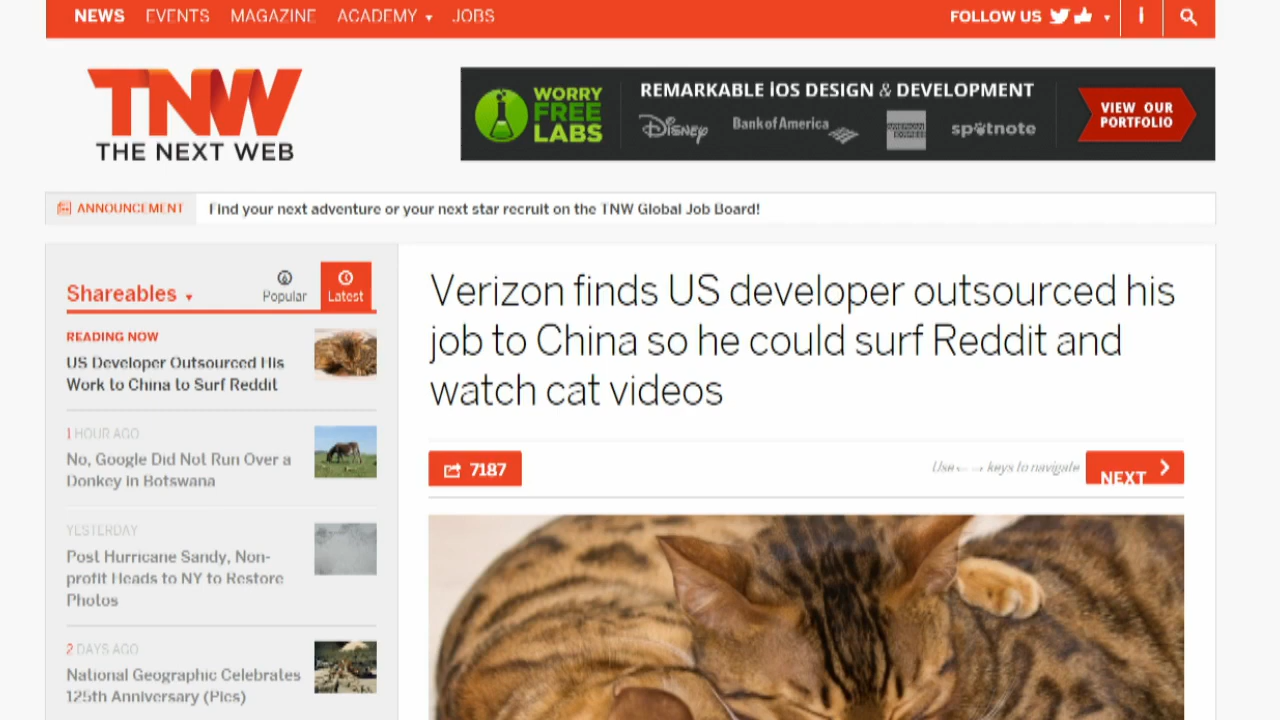 NEWS EVENTS MAGAZINE ACADEMY JOBS
FOLLOW US
TNW
THE NEXT WEB
WORRY
FREE
LABS
REMARKABLE iOS DESIGN & DEVELOPMENT
Disney BankofAmerica spotnote
VIEW OUR
PORTFOLIO
ANNOUNCEMENT
Find your next adventure or your next star recruit on the TNW Global Job Board!
Shareables
Popular
Latest
READING NOW
US Developer Outsourced His
Work to China to Surf Reddit
1 HOUR AGO
No, Google Did Not Run Over a
Donkey in Botswana
YESTERDAY
Post Hurricane Sandy, Non-
profit Heads to NY to Restore
Photos
2 DAYS AGO
National Geographic Celebrates
125th Anniversary (Pics)
Verizon finds US developer outsourced his
job to China so he could surf Reddit and
watch cat videos
7187
Use keys to navigate
NEXT